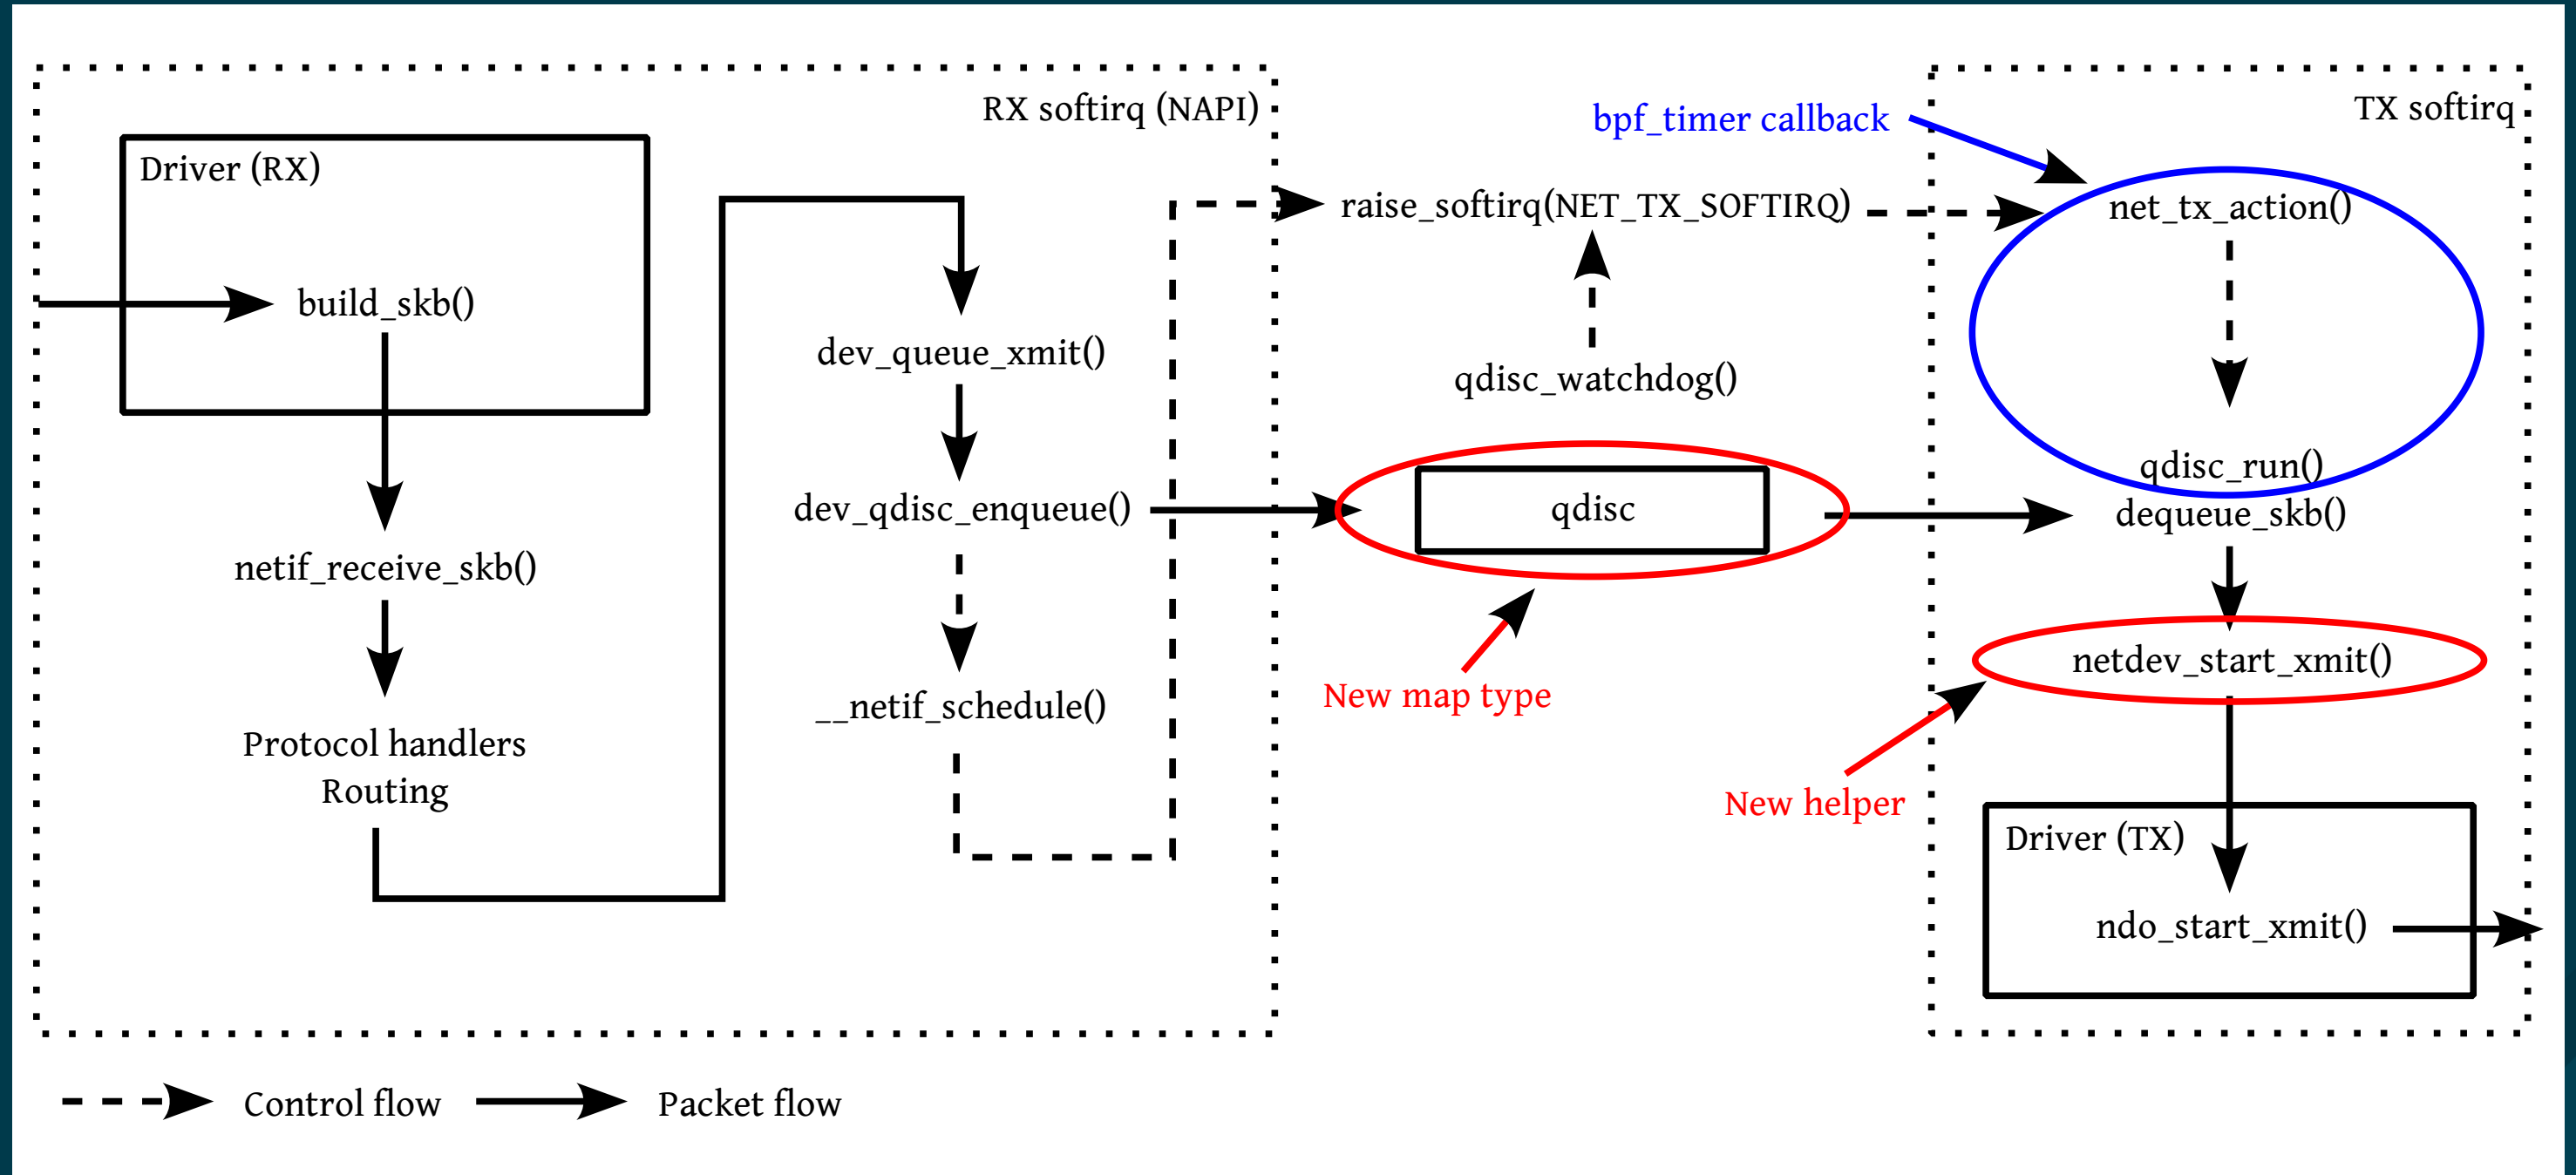 RX softirq (NAPI)
Driver (RX)
build_skb()
netif_receive_skb()
Protocol handlers
Routing
dev_queue_xmit()
dev_qdisc_enqueue()
__netif_schedule()
bpf_timer callback
raise_softirq(NET_TX_SOFTIRQ)
qdisc_watchdog()
qdisc
New map type
New helper
TX softirq
net_tx_action()
qdisc_run()
dequeue_skb()
netdev_start_xmit()
Driver (TX)
ndo_start_xmit()
Control flow
Packet flow